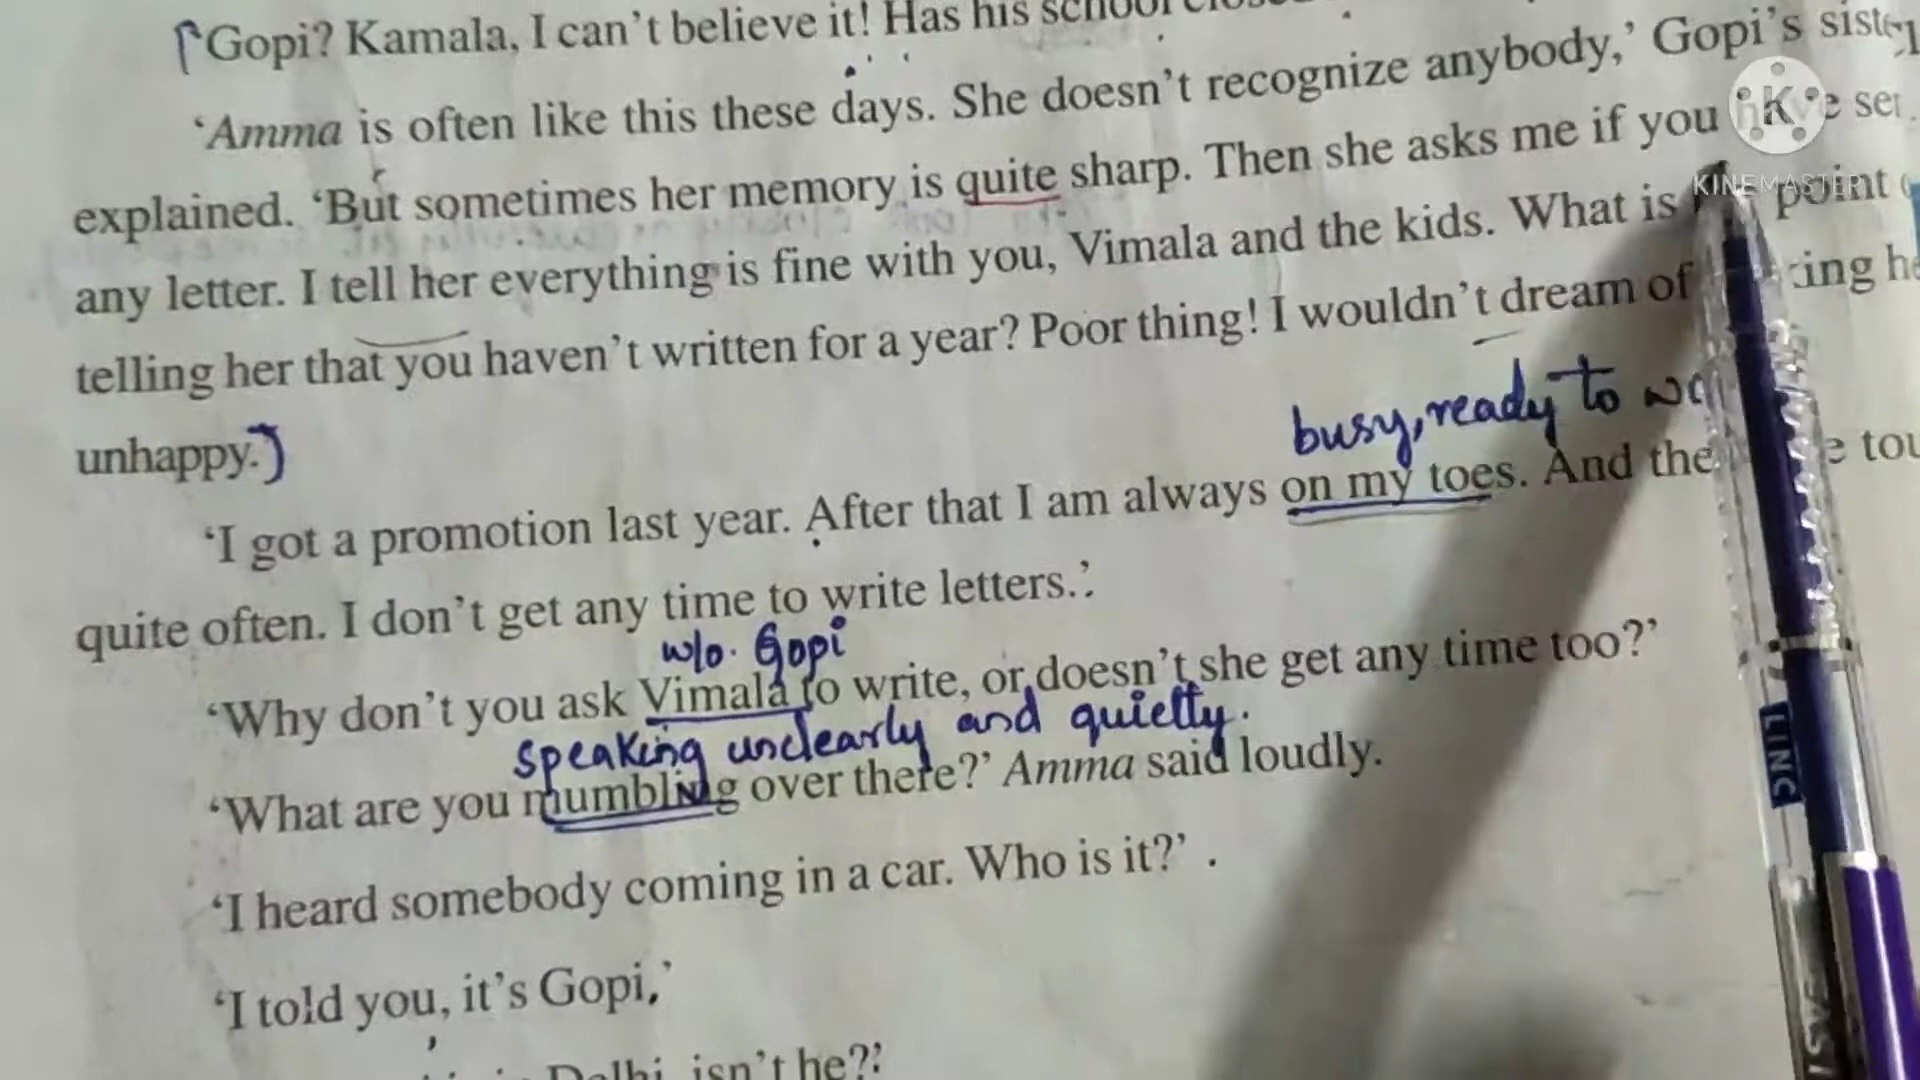 ‘Gopi? Kamala, I can’t believe it! Has his school
‘Amma is often like this these days. She doesn’t recognize anybody,’ Gopi’s
explained. ‘But sometimes her memory is quite sharp. Then she asks me if you
any letter. I tell her everything is fine with you, Vimala and the kids. What is point
telling her that you haven’t written for a year? Poor thing! I wouldn’t dream of
unhappy.’
busy, ready to
‘I got a promotion last year. After that I am always on my toes. And the
quite often. I don’t get any time to write letters.’
w/o. Gopi
‘Why don’t you ask Vimala to write, or doesn’t she get any time too?’
speaking unclearly and quietly.
‘What are you mumbling over there?’ Amma said loudly.
‘I heard somebody coming in a car. Who is it?’
‘I told you, it’s Gopi,’
Delhi, isn’t he?’
K
KINEMASTER
LINC